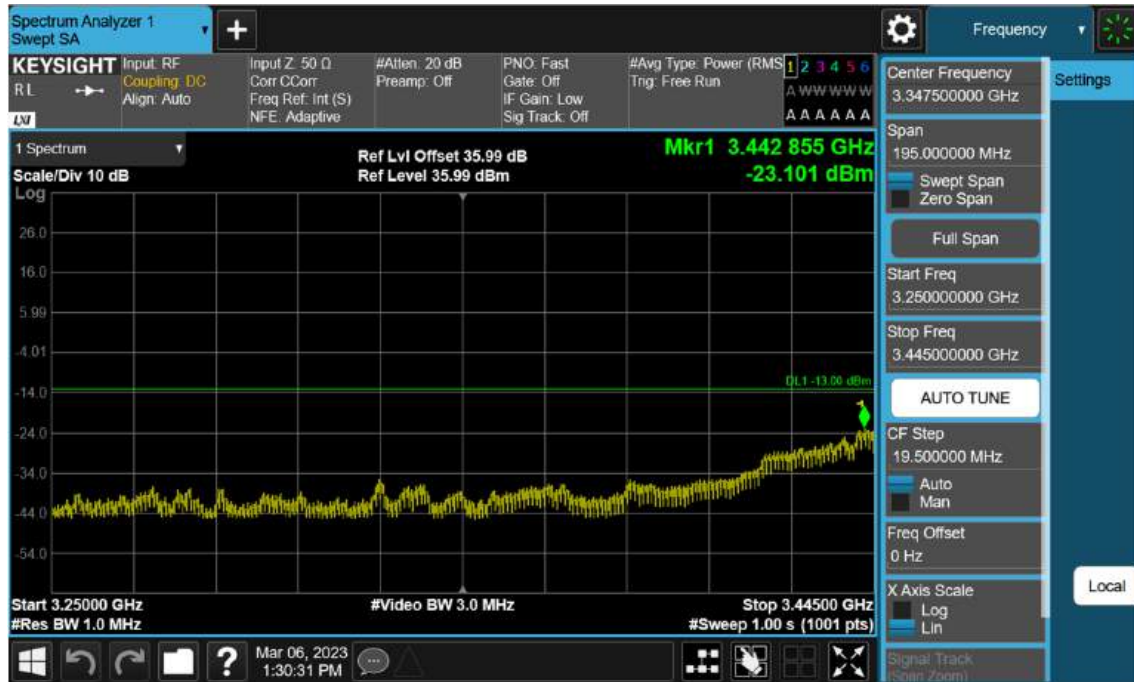 Spectrum Analyzer 1
Swept SA
Frequency
KEYSIGHT
RL
LXI
Input: RF
Coupling: DC
Align: Auto
Input Z: 50 Ω
Corr CCorr
Freq Ref: Int (S)
NFE: Adaptive
#Atten: 20 dB
Preamp: Off
PNO: Fast
Gate: Off
IF Gain: Low
Sig Track: Off
#Avg Type: Power (RMS
Trig: Free Run
1 2 3 4 5 6
A W W W W W
A A A A A A
1 Spectrum
Scale/Div 10 dB
Ref Lvl Offset 35.99 dB
Ref Level 35.99 dBm
Mkr1 3.442 855 GHz
-23.101 dBm
Log
26.0
16.0
5.99
-4.01
-14.0
-24.0
-34.0
-44.0
-54.0
DL1 -13.00 dBm
1
Start 3.25000 GHz
#Res BW 1.0 MHz
#Video BW 3.0 MHz
Stop 3.44500 GHz
#Sweep 1.00 s (1001 pts)
Mar 06, 2023
1:30:31 PM
Center Frequency
3.347500000 GHz
Span
195.000000 MHz
Swept Span
Zero Span
Full Span
Start Freq
3.250000000 GHz
Stop Freq
3.445000000 GHz
AUTO TUNE
CF Step
19.500000 MHz
Auto
Man
Freq Offset
0 Hz
X Axis Scale
Log
Lin
Signal Track
(Span Zoom)
Settings
Local